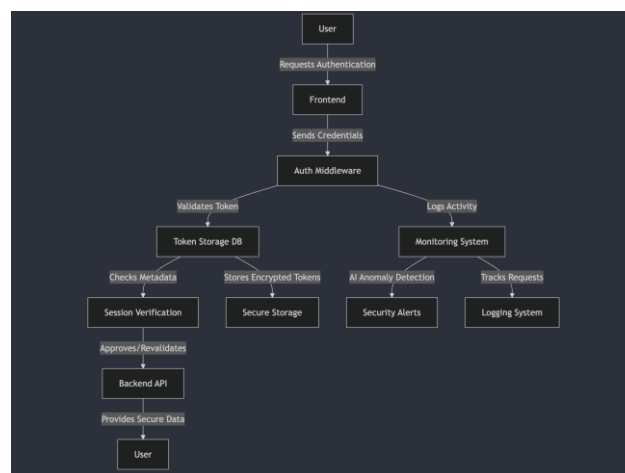 User
Requests Authentication
Frontend
Sends Credentials
Auth Middleware
Validates Token
Logs Activity
Token Storage DB
Monitoring System
Checks Metadata
Stores Encrypted Tokens
AI Anomaly Detection
Tracks Requests
Session Verification
Secure Storage
Security Alerts
Logging System
Approves/Revalidates
Backend API
Provides Secure Data
User